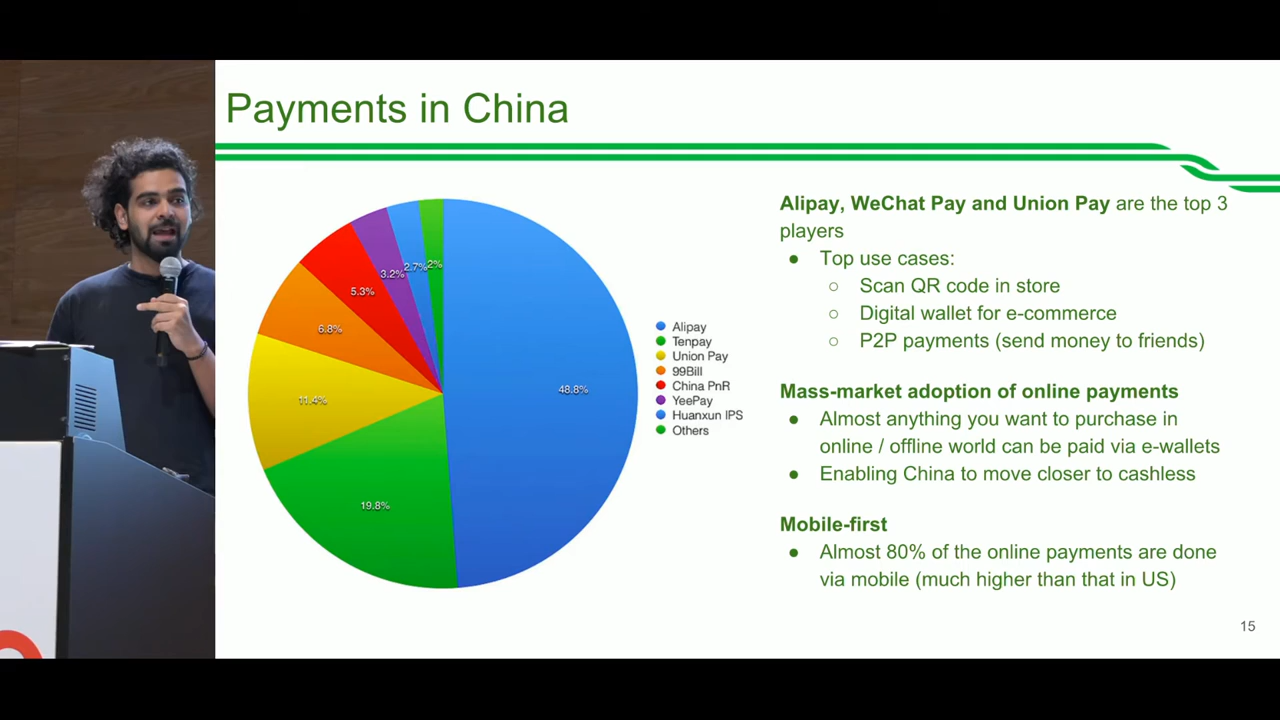 Payments in China
48.8%
19.8%
11.4%
6.8%
5.3%
3.2%
2.7%
2%
Alipay
Tenpay
Union Pay
99Bill
China PnR
YeePay
Huanxun IPS
Others
Alipay, WeChat Pay and Union Pay are the top 3
players
● Top use cases:
○ Scan QR code in store
○ Digital wallet for e-commerce
○ P2P payments (send money to friends)
Mass-market adoption of online payments
● Almost anything you want to purchase in
online / offline world can be paid via e-wallets
● Enabling China to move closer to cashless
Mobile-first
● Almost 80% of the online payments are done
via mobile (much higher than that in US)
15